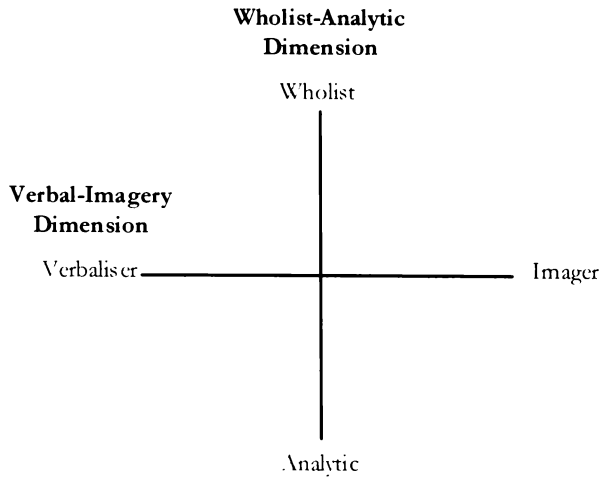 Wholist-Analytic
Dimension
Wholist
Verbal-Imagery
Dimension
Verbaliser
Imager
Analytic